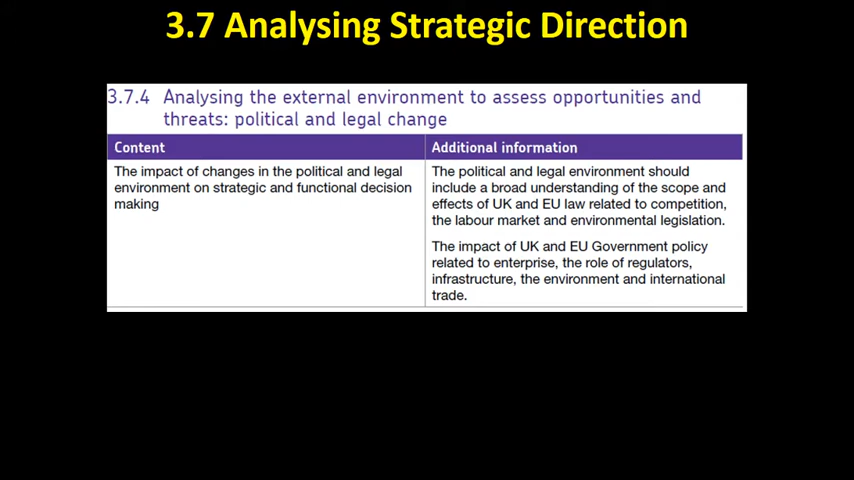 3.7 Analysing Strategic Direction
3.7.4 Analysing the external environment to assess opportunities and
threats: political and legal change
Content
Additional information
The impact of changes in the political and legal
environment on strategic and functional decision
making
The political and legal environment should
include a broad understanding of the scope and
effects of UK and EU law related to competition,
the labour market and environmental legislation.
The impact of UK and EU Government policy
related to enterprise, the role of regulators,
infrastructure, the environment and international
trade.